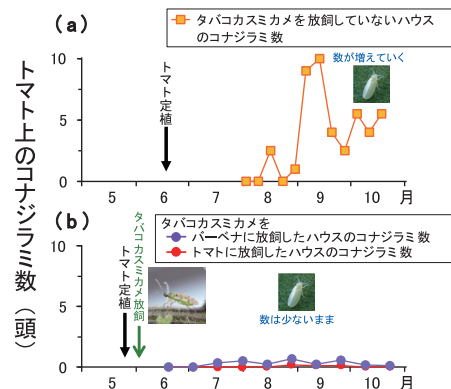 (a)
タバコカスミカメを放飼していないハウス
のコナジラミ数
数が増えていく
トマト定植
10
5
0
5 6 7 8 9 10 月
トマト上のコナジラミ数（頭）
(b)
タバコカスミカメを
バーベナに放飼したハウスのコナジラミ数
トマトに放飼したハウスのコナジラミ数
トマト定植
タバコカスミカメ放飼
数は少ないまま
10
5
0
5 6 7 8 9 10 月